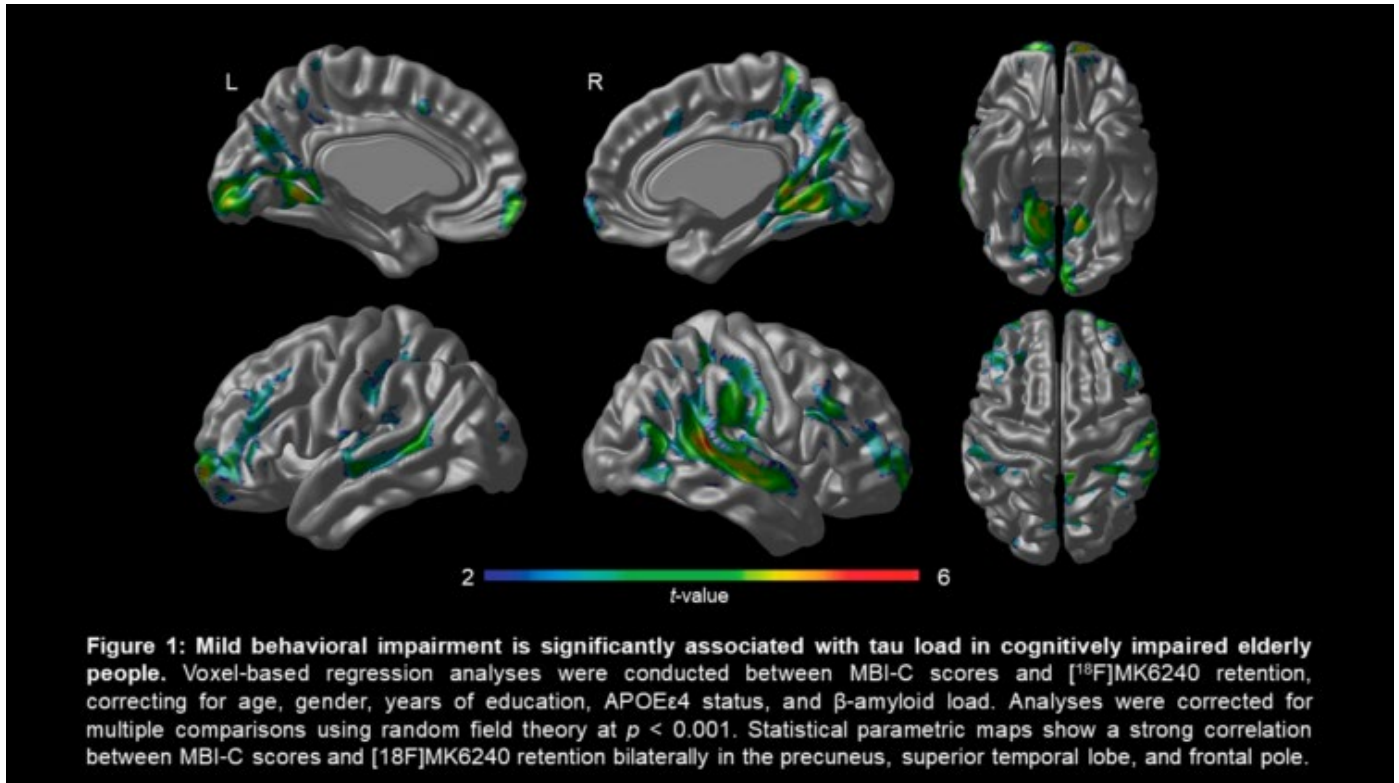 L
R
2
6
t-value
Figure 1: Mild behavioral impairment is significantly associated with tau load in cognitively impaired elderly
people. Voxel-based regression analyses were conducted between MBI-C scores and [¹⁸F]MK6240 retention,
correcting for age, gender, years of education, APOEε4 status, and β-amyloid load. Analyses were corrected for
multiple comparisons using random field theory at p < 0.001. Statistical parametric maps show a strong correlation
between MBI-C scores and [18F]MK6240 retention bilaterally in the precuneus, superior temporal lobe, and frontal pole.